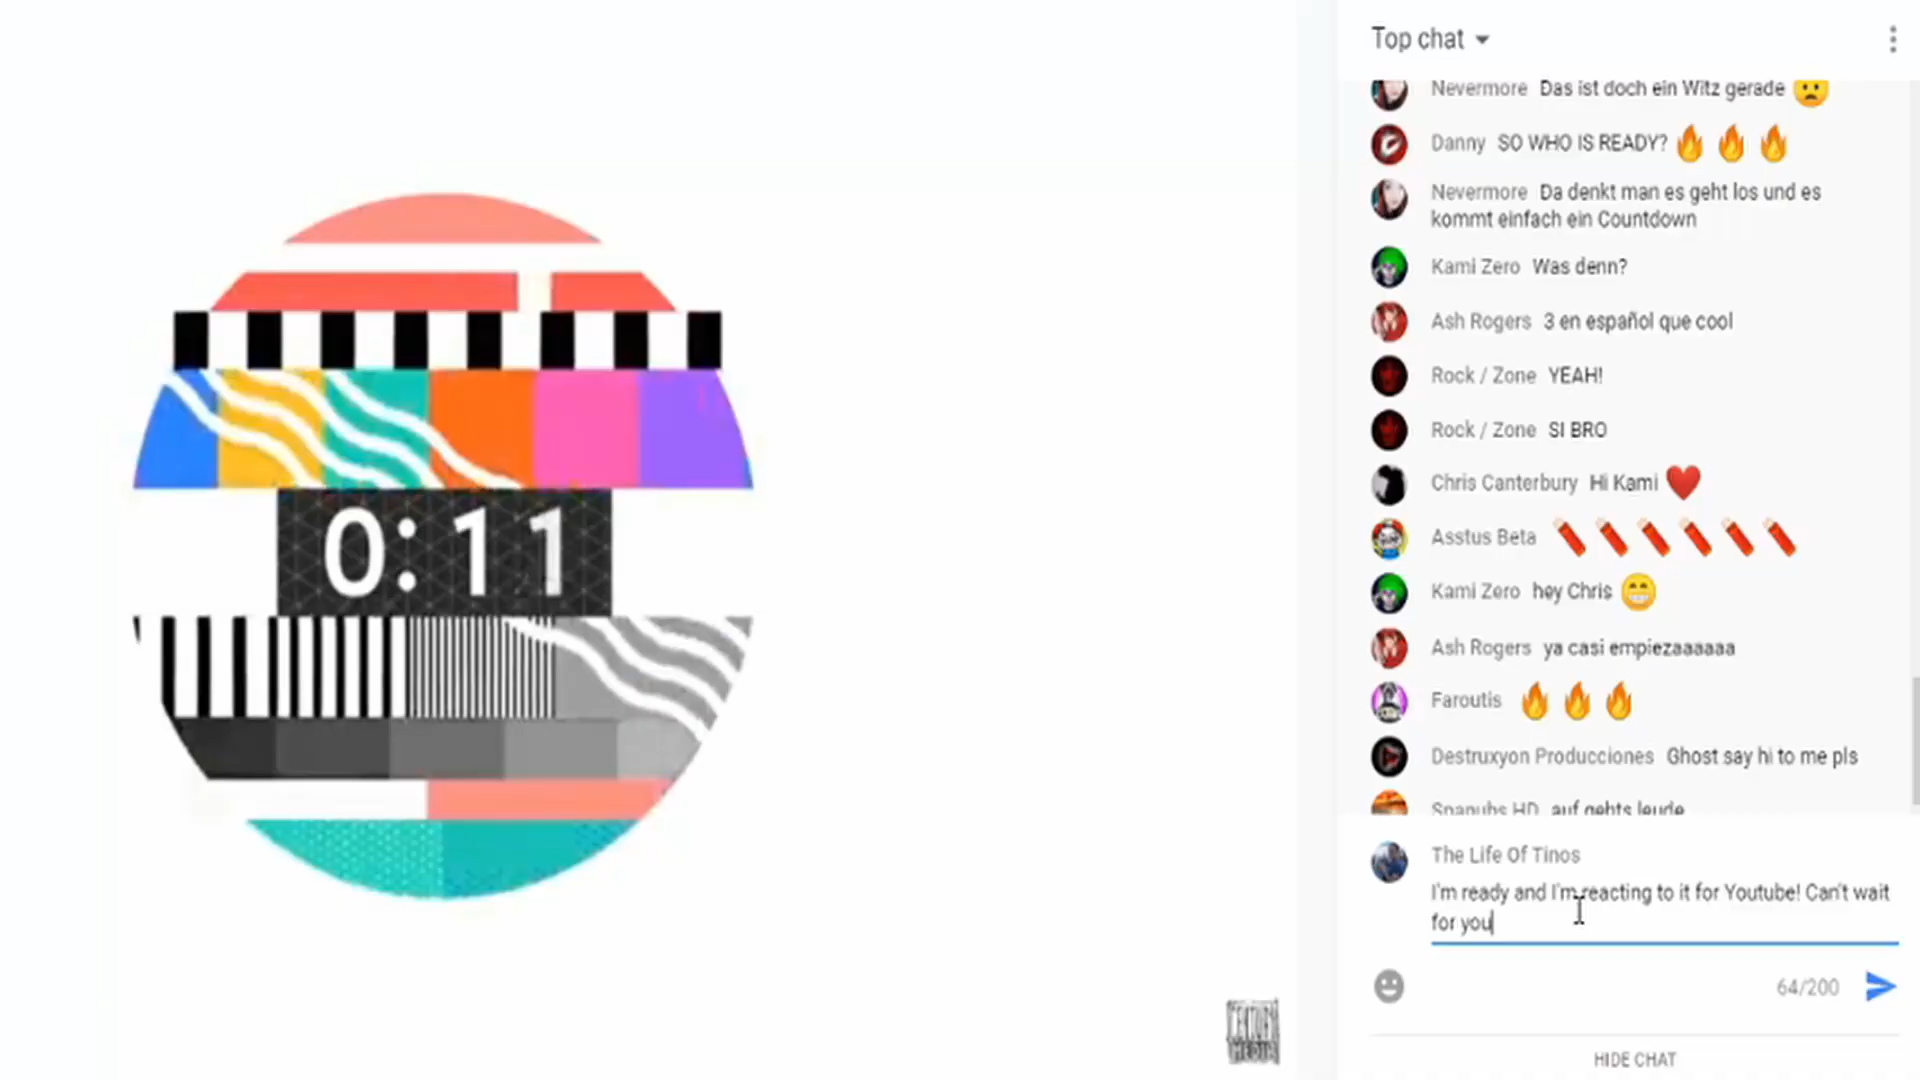 Top chat
Nevermore Das ist doch ein Witz gerade
Danny SO WHO IS READY?
Nevermore Da denkt man es geht los und es
kommt einfach ein Countdown
Kami Zero Was denn?
Ash Rogers 3 en español que cool
Rock / Zone YEAH!
Rock / Zone SI BRO
Chris Canterbury Hi Kami
Asstus Beta
0:11
Kami Zero hey Chris
Ash Rogers ya casi empiezaaaaaa
Faroutis
Destruxyon Producciones Ghost say hi to me pls
Spanubs HD auf gehts leude
The Life Of Tinos
I'm ready and I'm reacting to it for Youtube! Can't wait
for you
64/200
CENTURY
MEDIA
HIDE CHAT